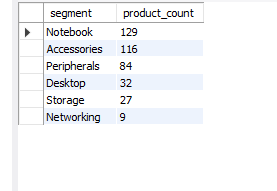 segment product_count
Notebook 129
Accessories 116
Peripherals 84
Desktop 32
Storage 27
Networking 9